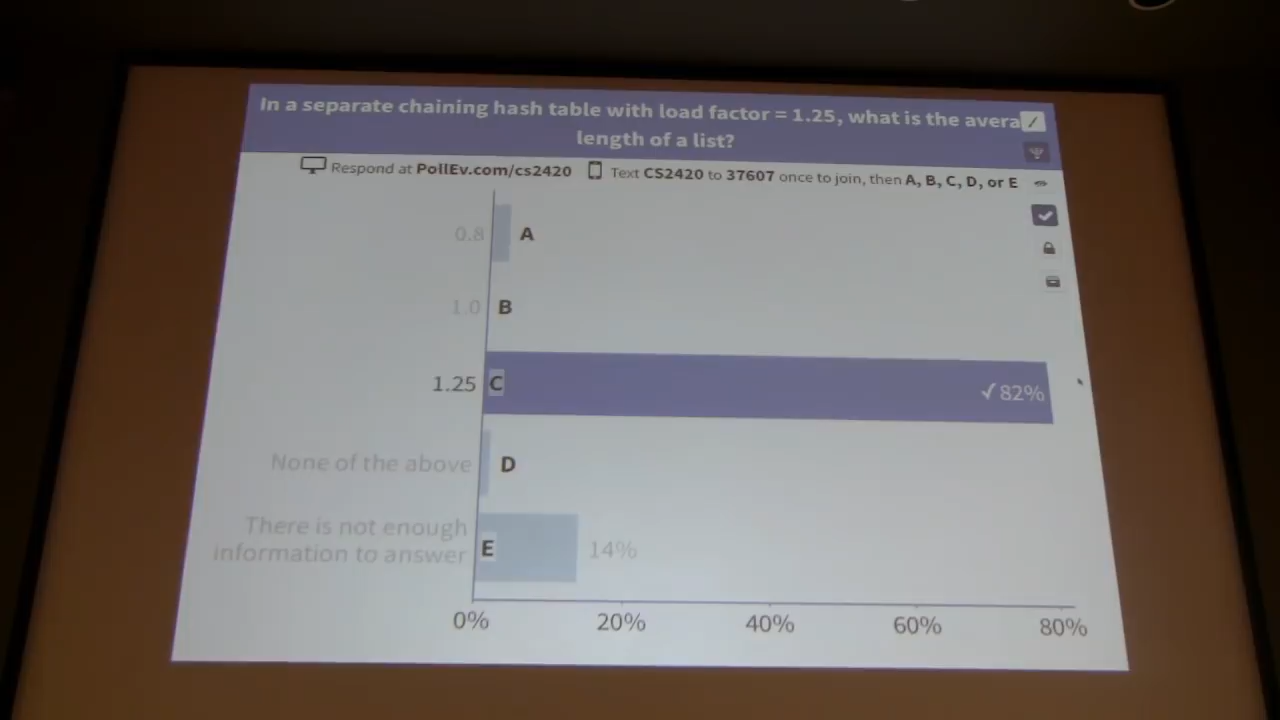 In a separate chaining hash table with load factor = 1.25, what is the
length of a list?
Respond at PollEv.com/cs2420 Text CS2420 to 37607 once to join, then A, B, C, D, or E
0.8 A
1.0 B
1.25 C ✓82%
None of the above D
There is not enough
information to answer E 14%
0% 20% 40% 60% 80%